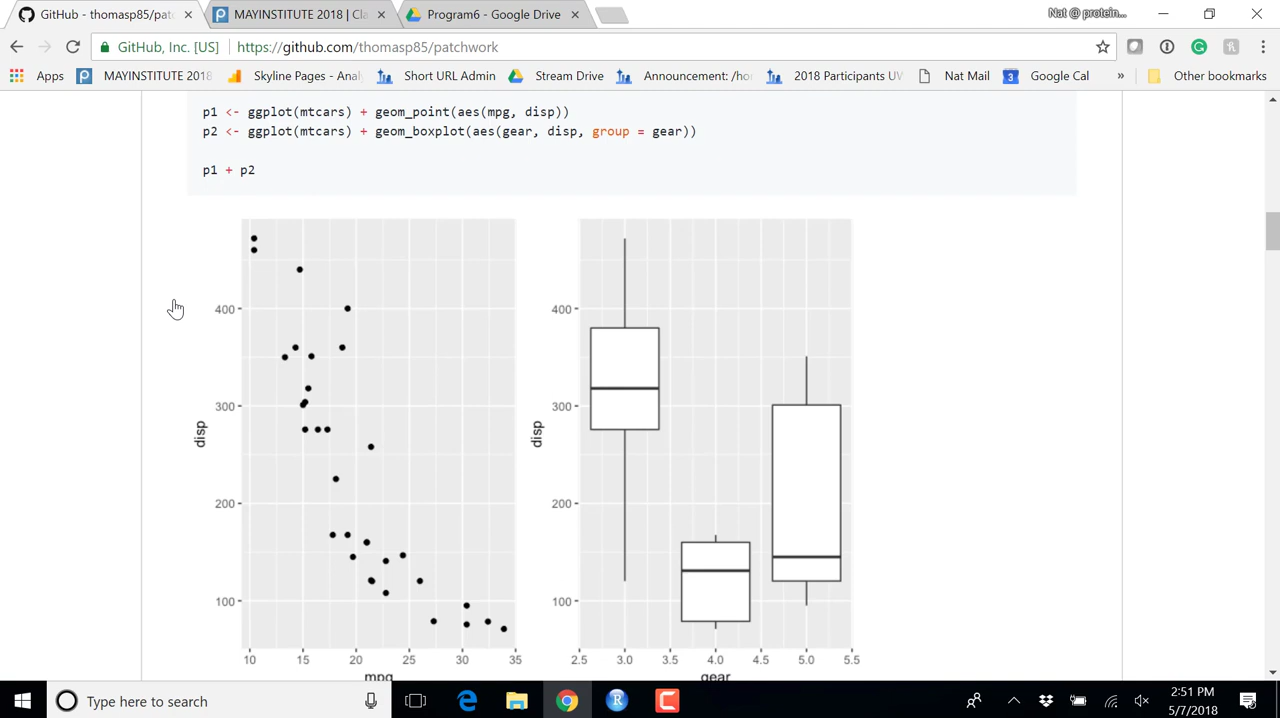 GitHub - thomasp85/patc
MAYINSTITUTE 2018 | Cla
Program6 - Google Drive
Nat @ protein...
GitHub, Inc. [US]
https://github.com/thomasp85/patchwork
Apps
MAYINSTITUTE 2018
Skyline Pages - Anal
Short URL Admin
Stream Drive
Announcement: /ho
2018 Participants UV
Nat Mail
3
Google Cal
»
Other bookmarks
p1 <- ggplot(mtcars) + geom_point(aes(mpg, disp))
p2 <- ggplot(mtcars) + geom_boxplot(aes(gear, disp, group = gear))
p1 + p2
400
300
200
100
disp
10 15 20 25 30 35
mpg
400
300
200
100
disp
2.5 3.0 3.5 4.0 4.5 5.0 5.5
gear
Type here to search
2:51 PM
5/7/2018